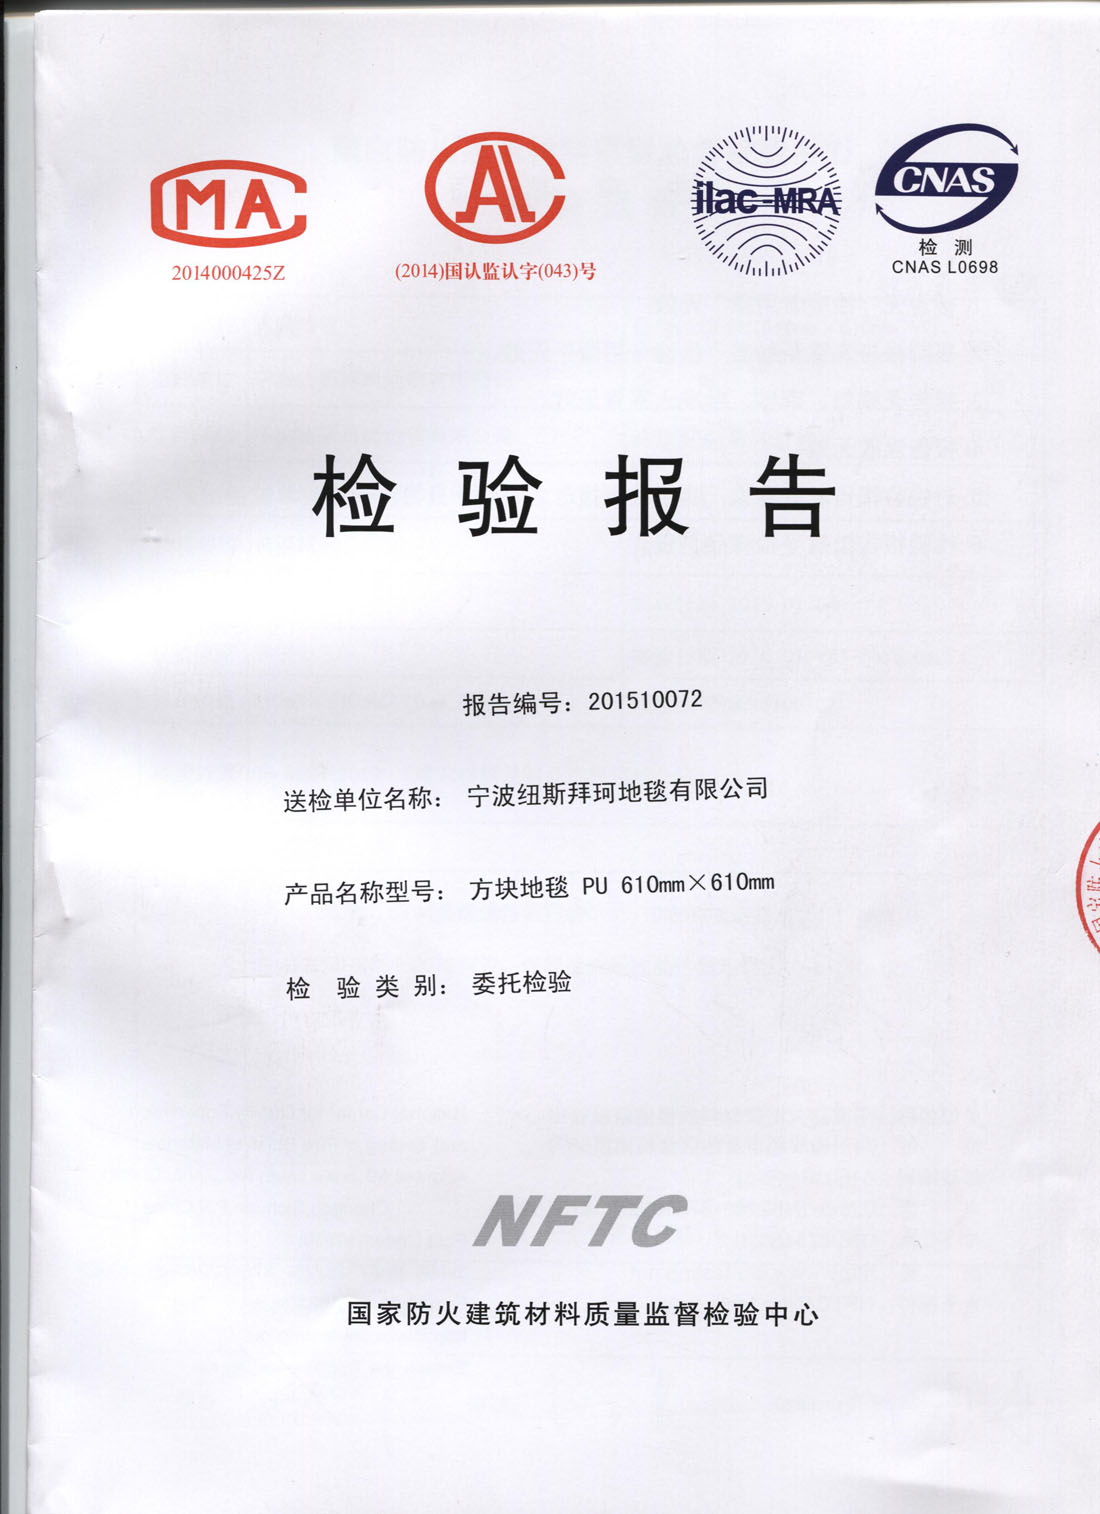 MA
2014000425Z
AL
(2014)国认监认字(043)号
ilac-MRA
CNAS
检 测
CNAS L0698
检验报告
报告编号：201510072
送检单位名称： 宁波纽斯拜珂地毯有限公司
产品名称型号： 方块地毯 PU 610mm×610mm
检 验 类 别： 委托检验
NFTC
国家防火建筑材料质量监督检验中心